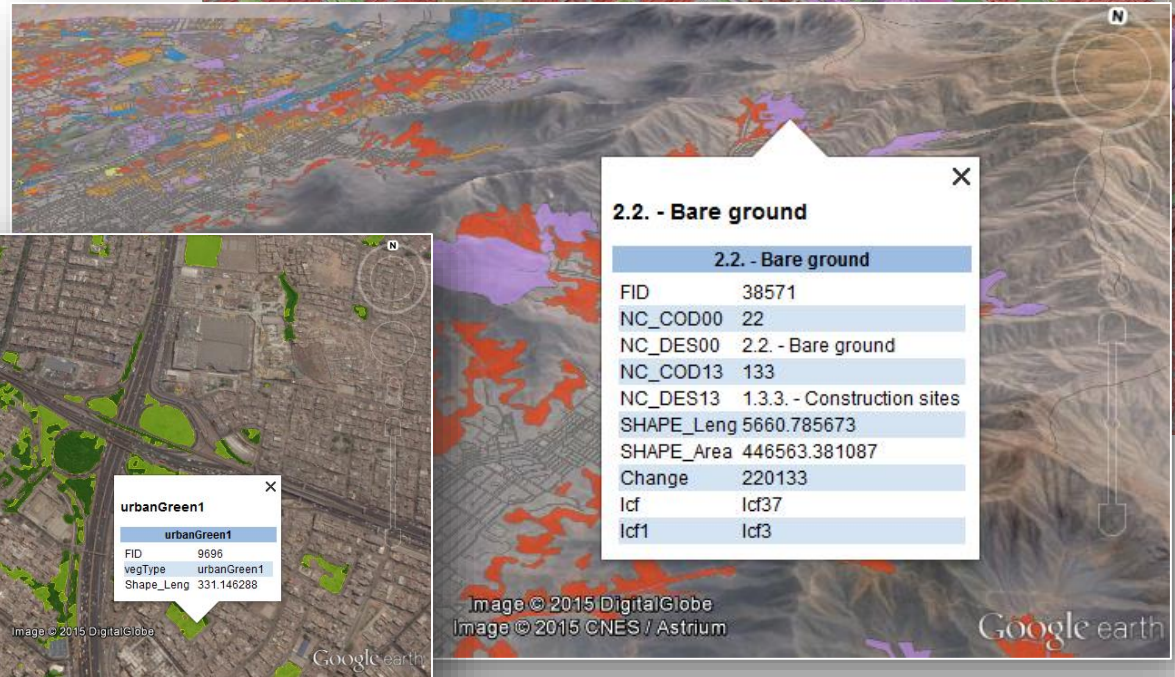 N
2.2. - Bare ground
2.2. - Bare ground
FID 38571
NC_COD00 22
NC_DES00 2.2. - Bare ground
NC_COD13 133
NC_DES13 1.3.3. - Construction sites
SHAPE_Leng 5660.785673
SHAPE_Area 446563.381087
Change 220133
lcf lcf37
lcf1 lcf3
Image © 2015 DigitalGlobe
Image © 2015 CNES / Astrium
Google earth
N
urbanGreen1
urbanGreen1
FID 9696
vegType urbanGreen1
Shape_Leng 331.146288
Image © 2015 DigitalGlobe
Google earth